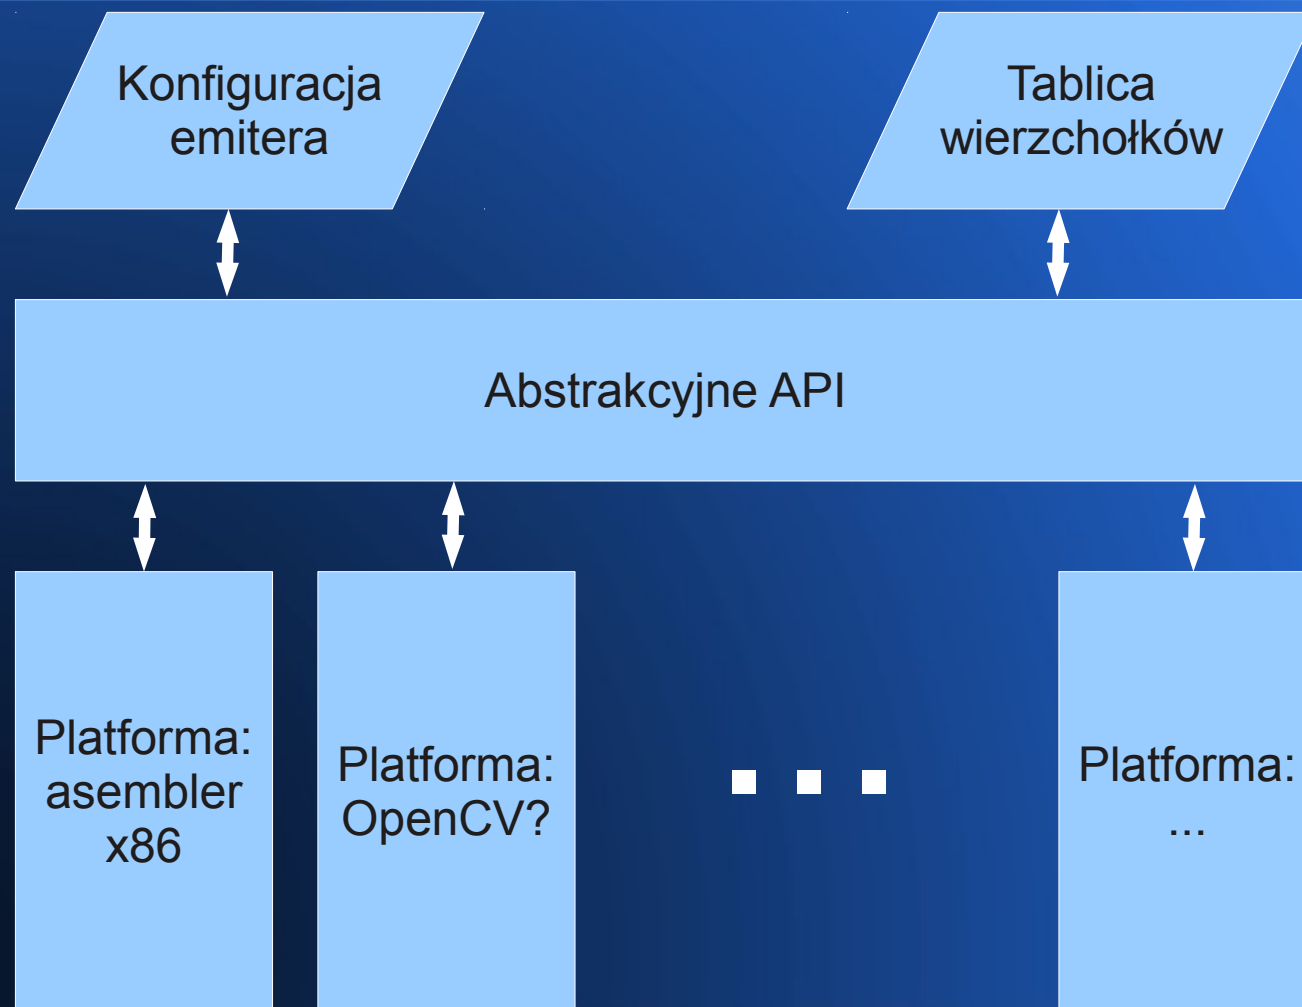 Konfiguracja
emitera
Tablica
wierzchołków
Abstrakcyjne API
Platforma:
asembler
x86
Platforma:
OpenCV?
Platforma:
...